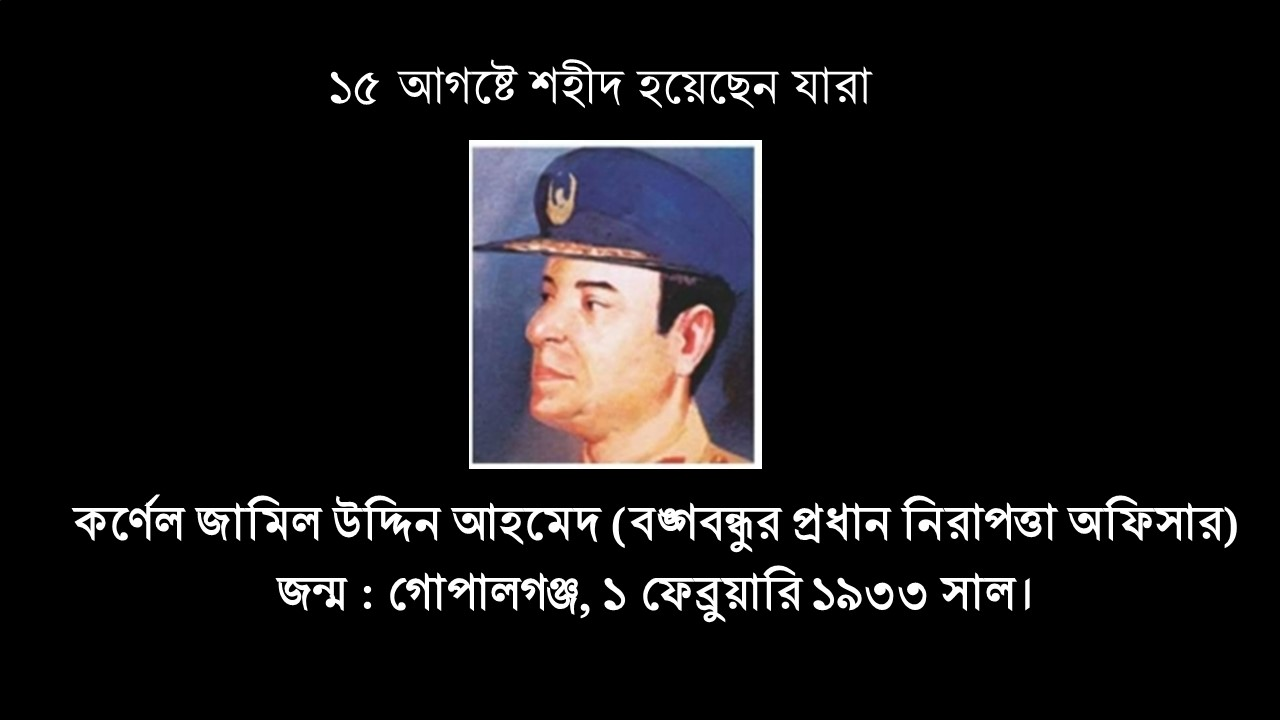 ১৫ আগষ্টে শহীদ হয়েছেন যারা
কর্ণেল জামিল উদ্দিন আহমেদ (বঙ্গবন্ধুর প্রধান নিরাপত্তা অফিসার)
জন্ম : গোপালগঞ্জ, ১ ফেব্রুয়ারি ১৯৩৩ সাল।